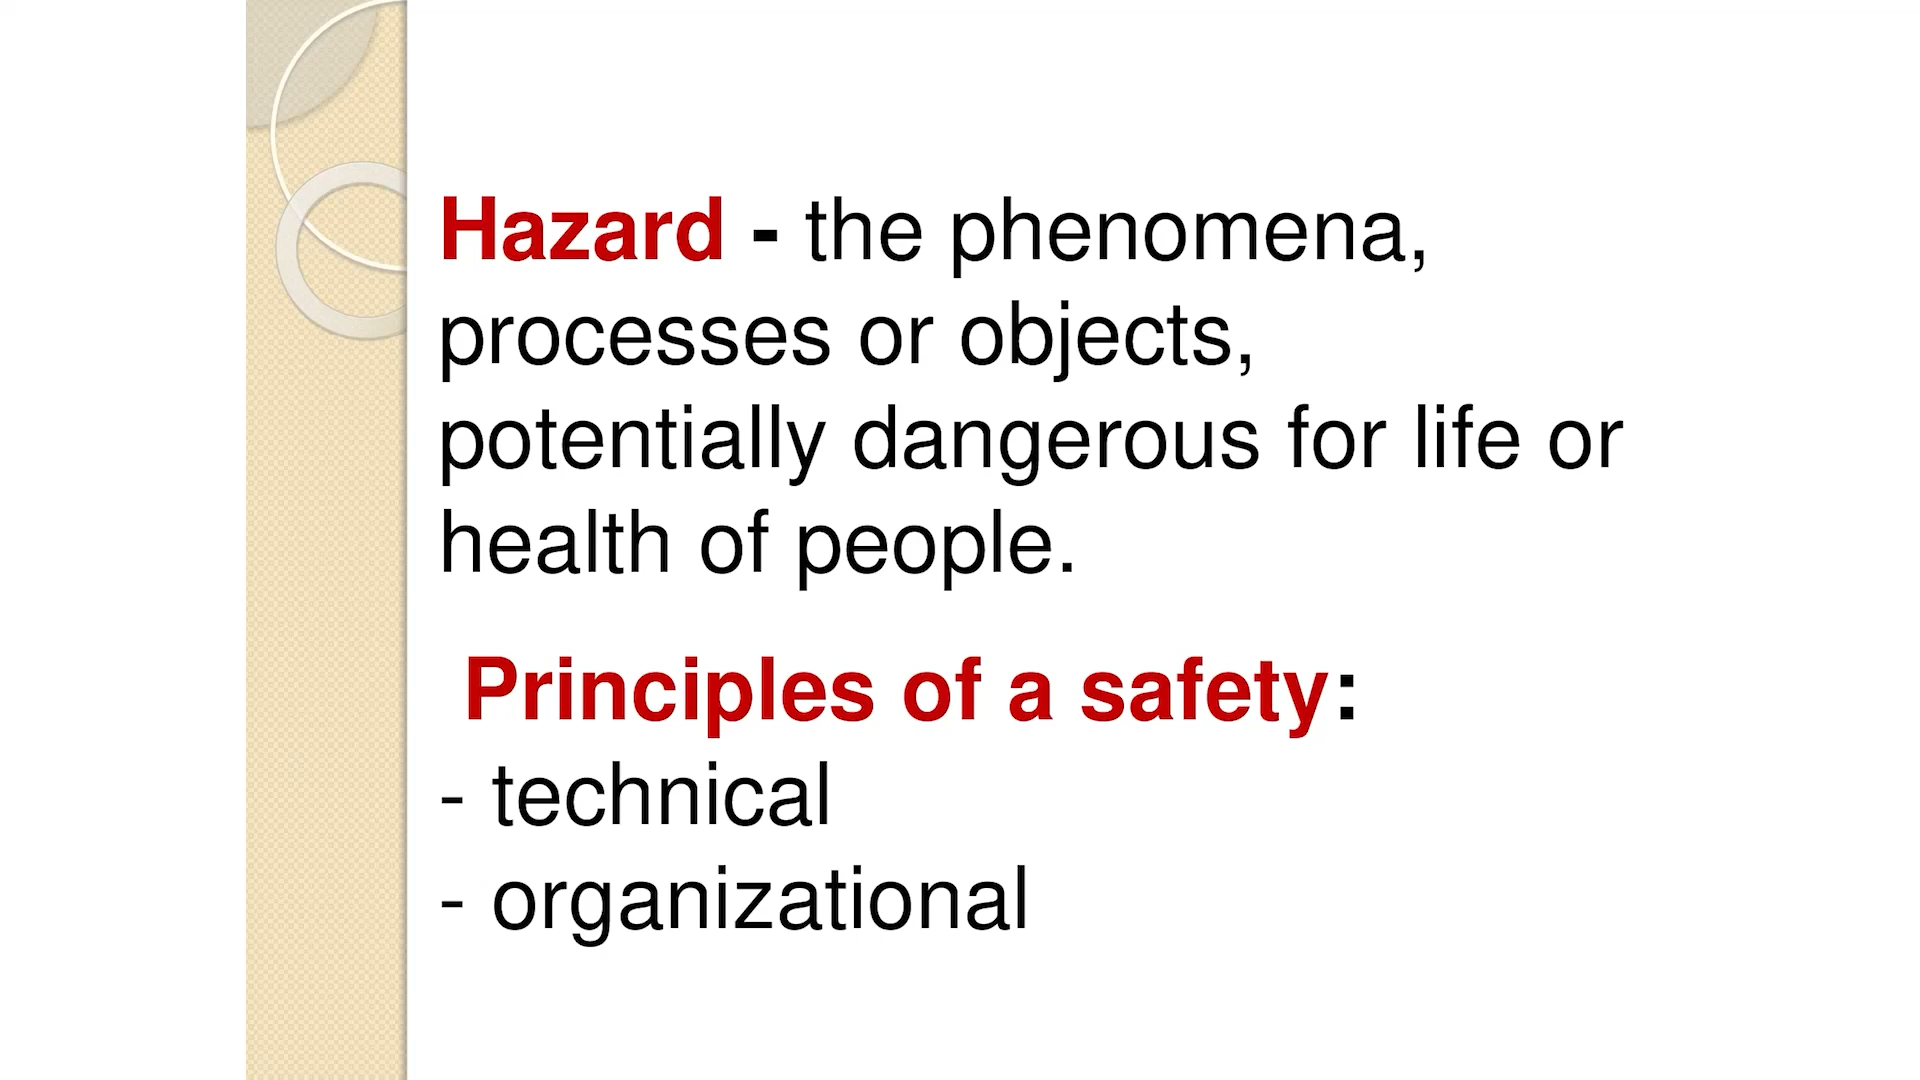 Hazard - the phenomena,
processes or objects,
potentially dangerous for life or
health of people.
Principles of a safety:
- technical
- organizational